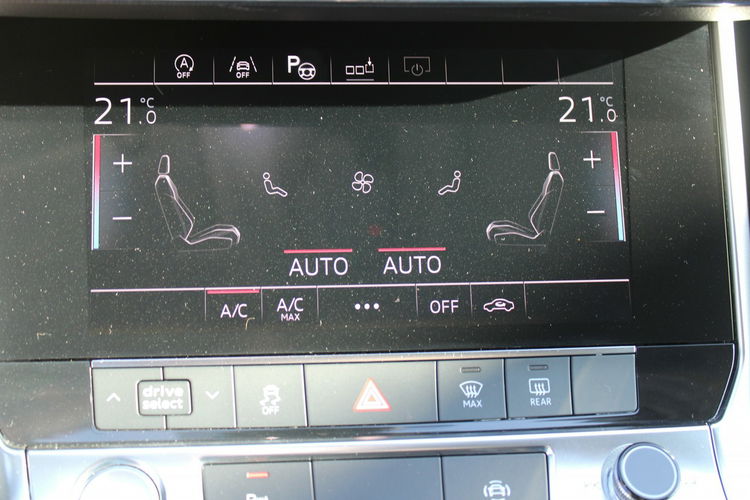 A OFF OFF P
21.0 °C 21.0 °C
+ +
− −
AUTO AUTO
A/C A/C MAX ••• OFF
drive select OFF MAX REAR